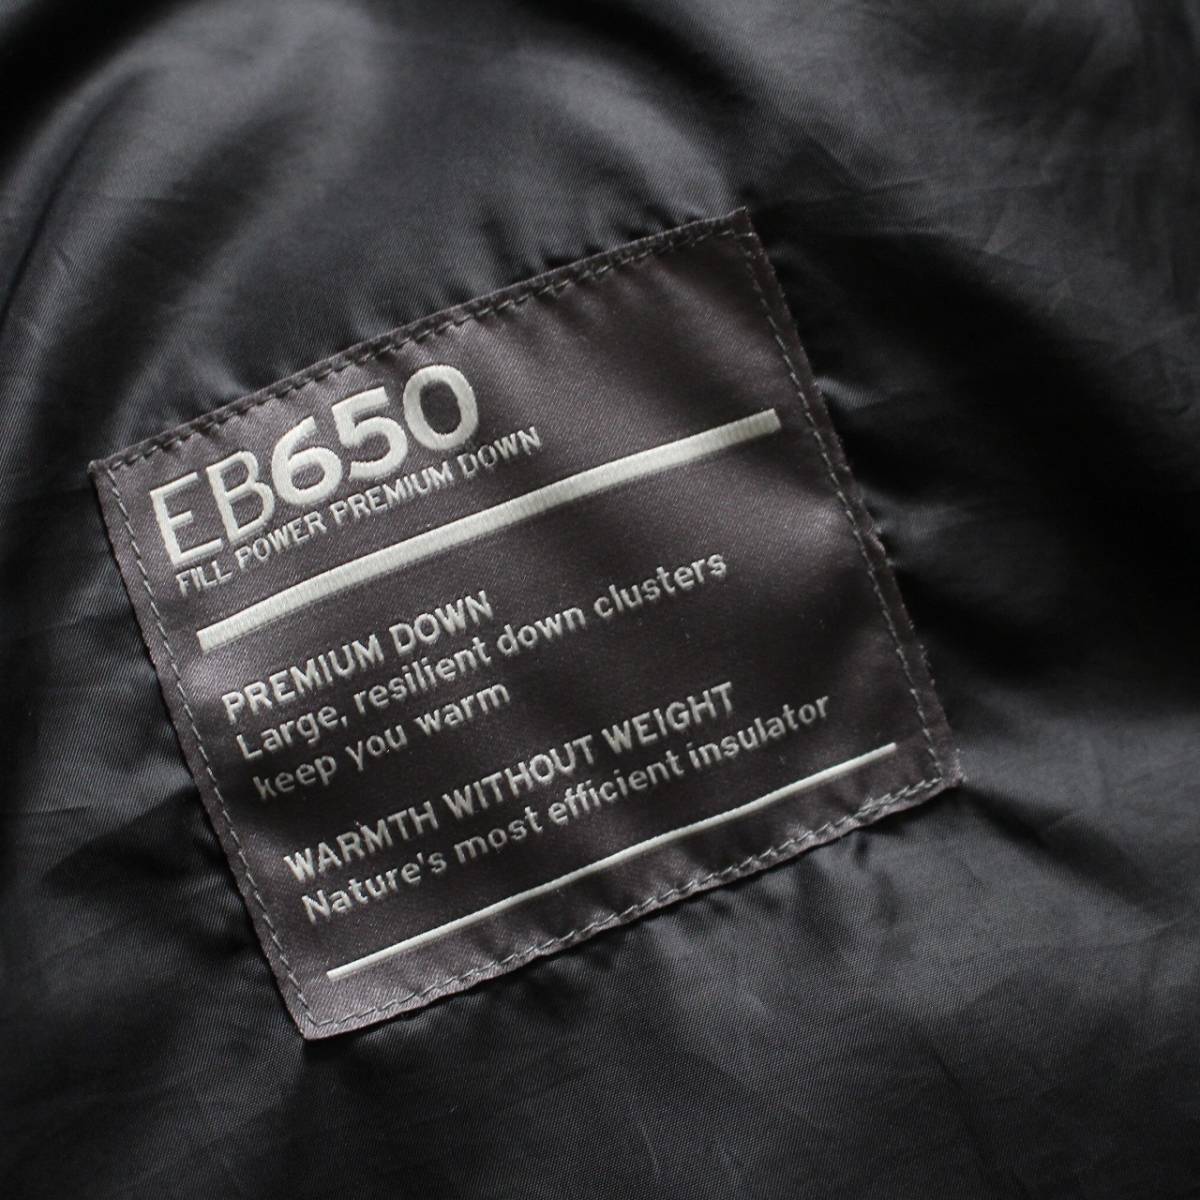 EB650
FILL POWER PREMIUM DOWN
PREMIUM DOWN
Large, resilient down clusters
keep you warm
WARMTH WITHOUT WEIGHT
Nature's most efficient insulator